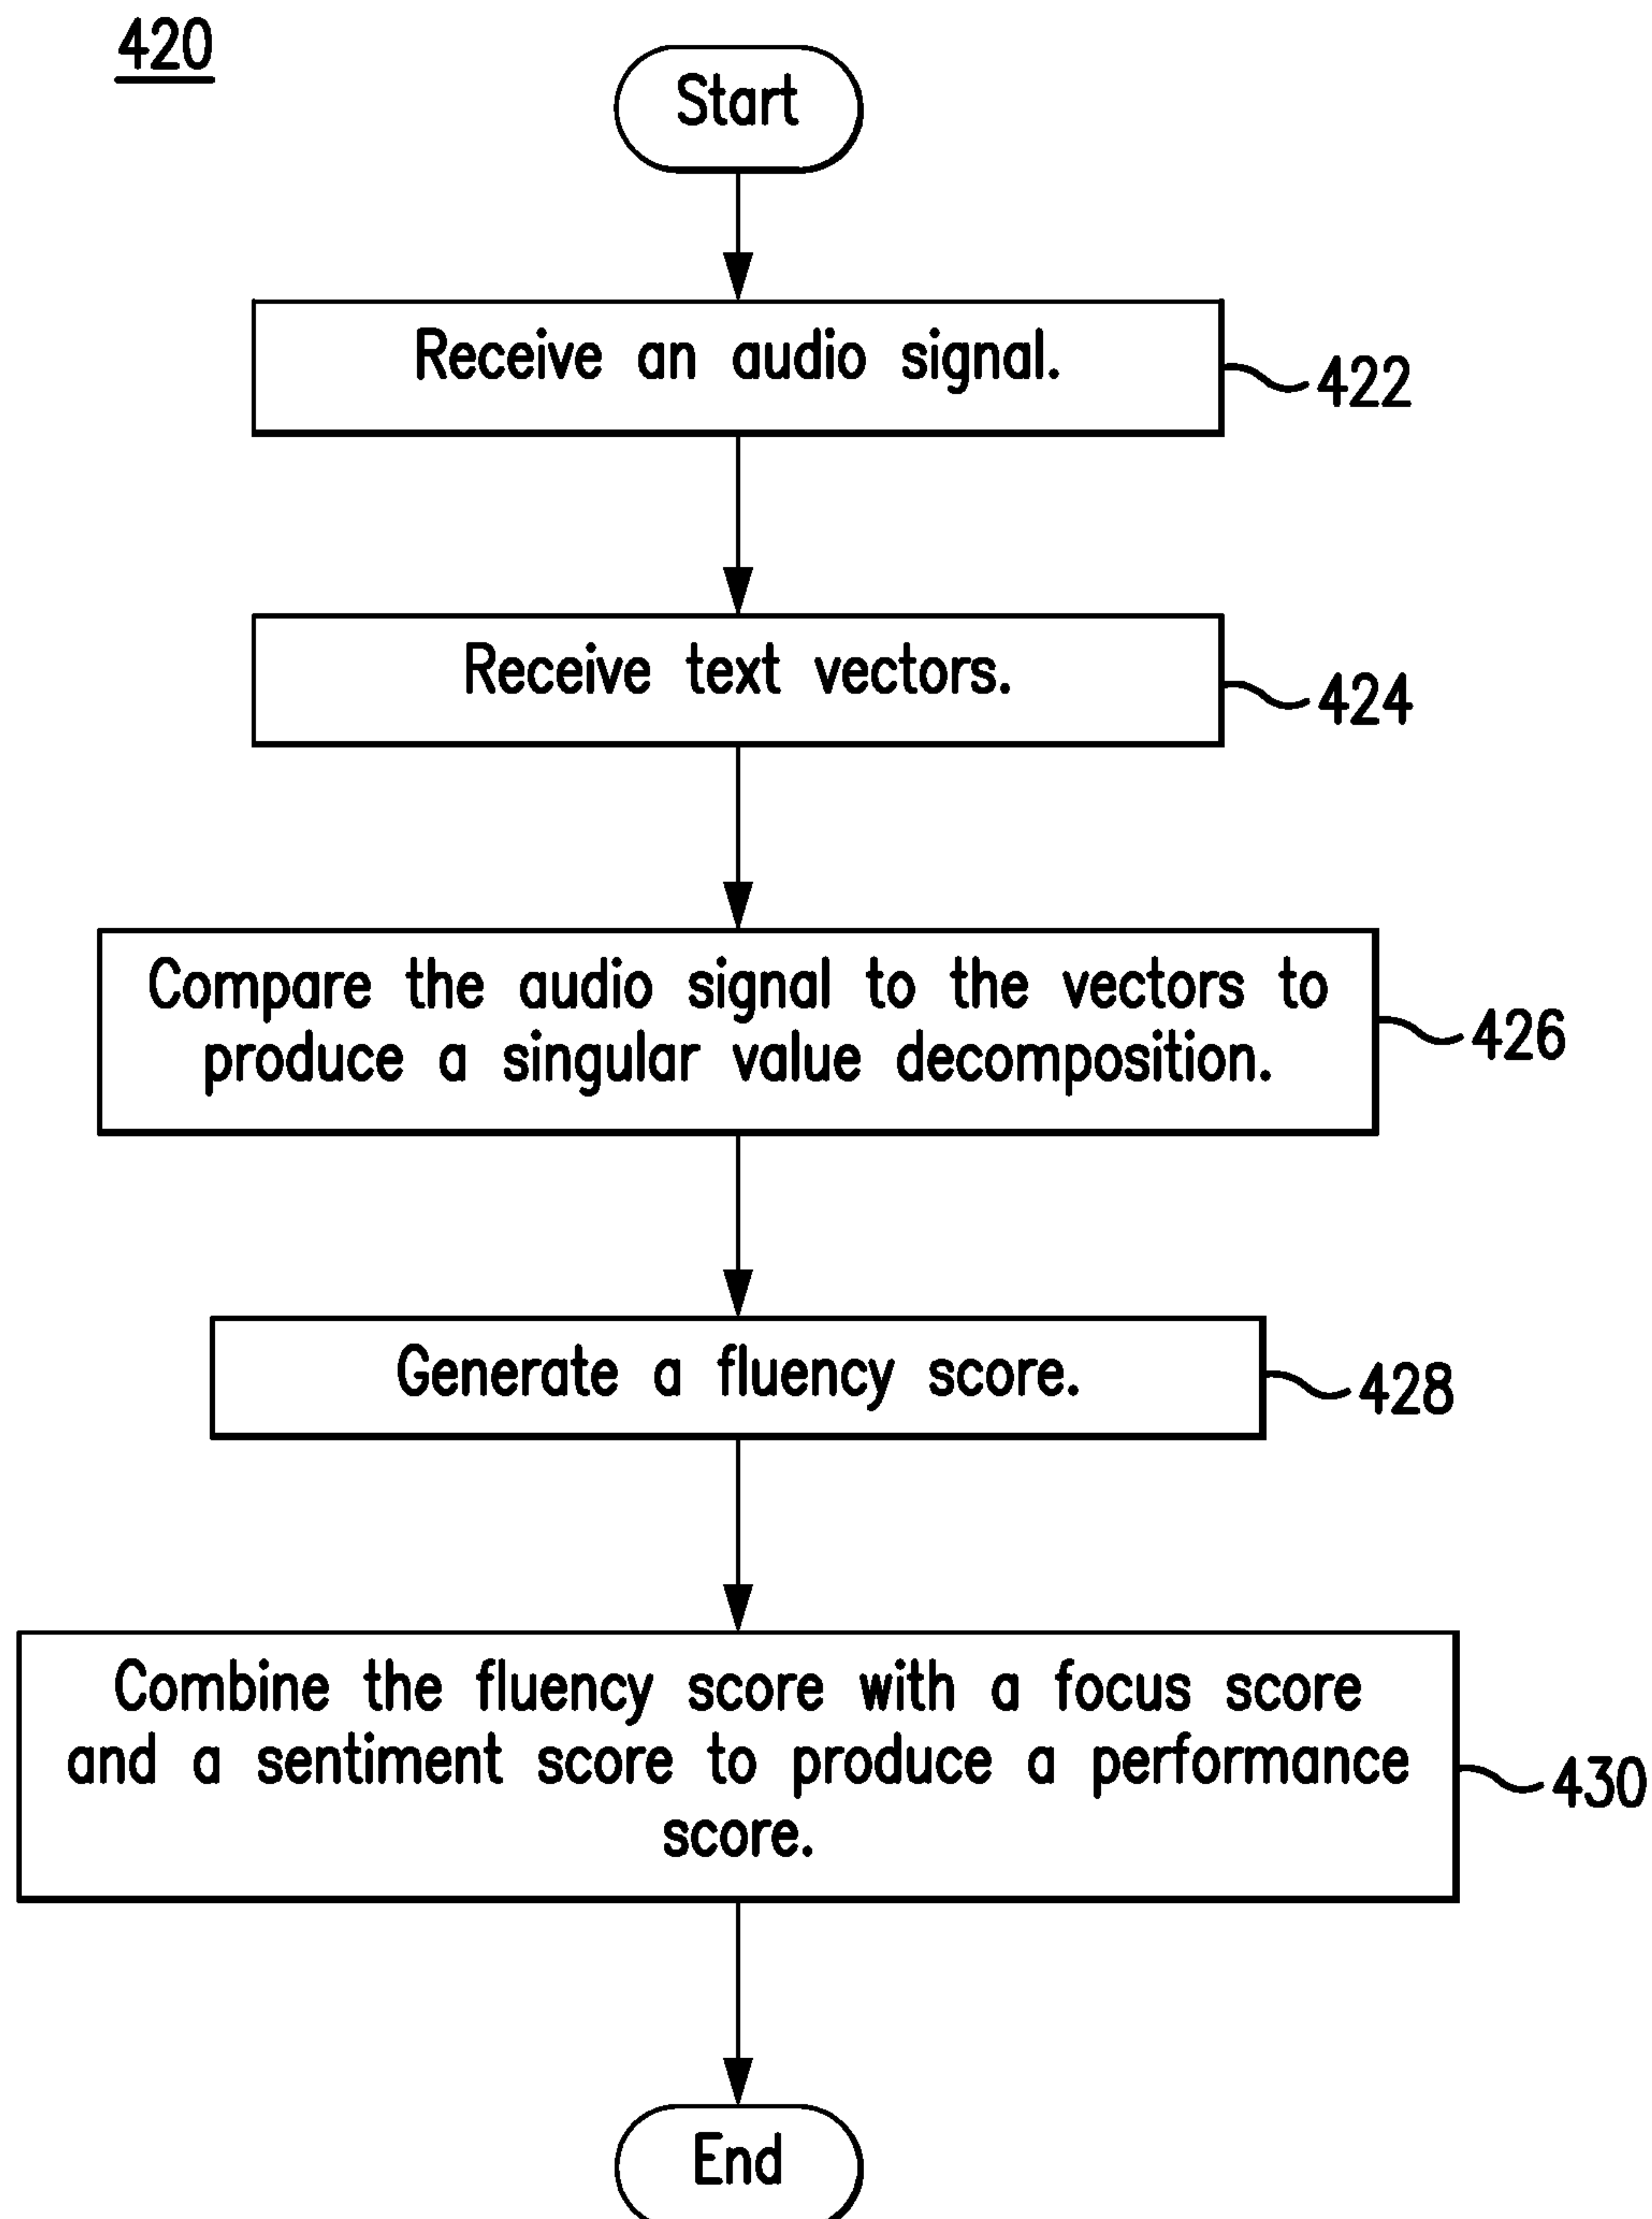 420
Start
Receive an audio signal.
422
Receive text vectors.
424
Compare the audio signal to the vectors to
produce a singular value decomposition.
426
Generate a fluency score.
428
Combine the fluency score with a focus score
and a sentiment score to produce a performance
score.
430
End